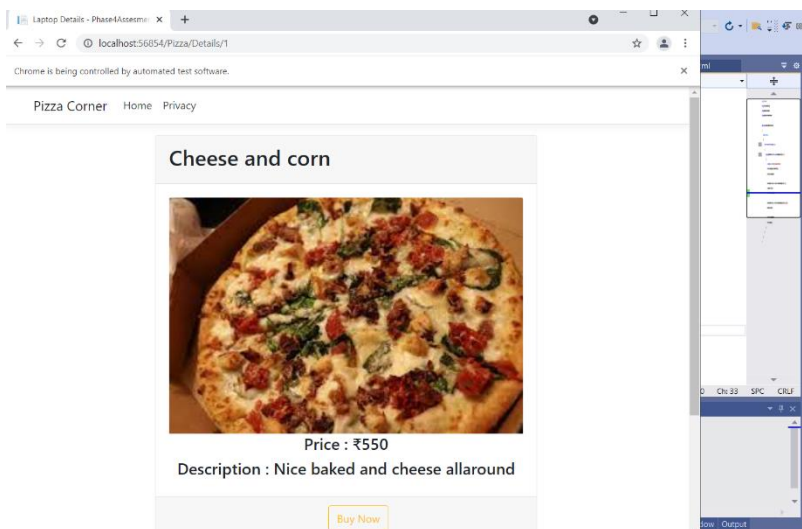 Laptop Details - Phase4Assesmen
localhost:56854/Pizza/Details/1
Chrome is being controlled by automated test software.
Pizza Corner Home Privacy
Cheese and corn
Price : ₹550
Description : Nice baked and cheese allaround
Buy Now
Ch: 33 SPC CRLF
Output